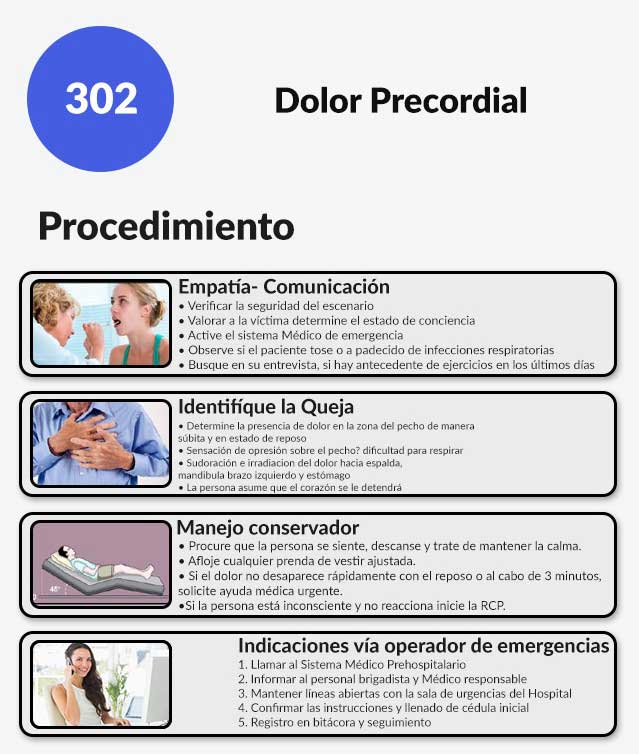 302
Dolor Precordial
Procedimiento
Empatía- Comunicación
• Verificar la seguridad del escenario
• Valorar a la víctima determine el estado de conciencia
• Active el sistema Médico de emergencia
• Observe si el paciente tose o a padecido de infecciones respiratorias
• Busque en su entrevista, si hay antecedente de ejercicios en los últimos días
Identifíque la Queja
• Determine la presencia de dolor en la zona del pecho de manera
súbita y en estado de reposo
• Sensación de opresión sobre el pecho? dificultad para respirar
• Sudoración e irradiacion del dolor hacia espalda,
mandibula brazo izquierdo y estómago
• La persona asume que el corazón se le detendrá
Manejo conservador
• Procure que la persona se siente, descanse y trate de mantener la calma.
• Afloje cualquier prenda de vestir ajustada.
• Si el dolor no desaparece rápidamente con el reposo o al cabo de 3 minutos,
solicite ayuda médica urgente.
•Si la persona está inconsciente y no reacciona inicie la RCP.
45°
Indicaciones vía operador de emergencias
1. Llamar al Sistema Médico Prehospitalario
2. Informar al personal brigadista y Médico responsable
3. Mantener líneas abiertas con la sala de urgencias del Hospital
4. Confirmar las instrucciones y llenado de cédula inicial
5. Registro en bitácora y seguimiento